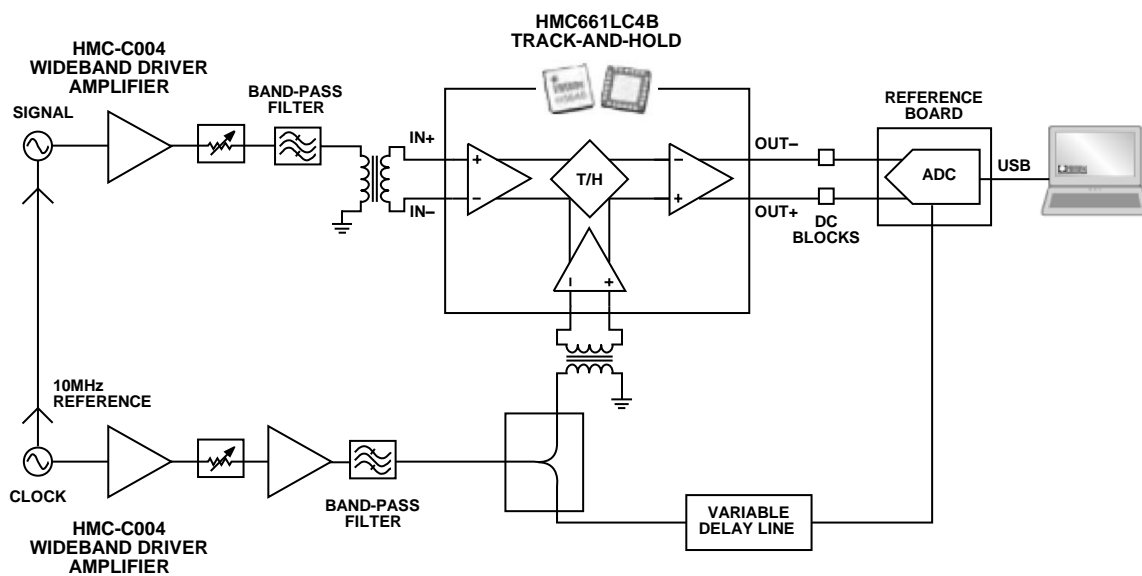 HMC661LC4B
TRACK-AND-HOLD
HMC-C004
WIDEBAND DRIVER
AMPLIFIER
SIGNAL
BAND-PASS
FILTER
IN+
IN–
+
–
T/H
–
+
OUT–
OUT+
DC
BLOCKS
REFERENCE
BOARD
ADC
USB
–
+
10MHz
REFERENCE
CLOCK
BAND-PASS
FILTER
VARIABLE
DELAY LINE
HMC-C004
WIDEBAND DRIVER
AMPLIFIER